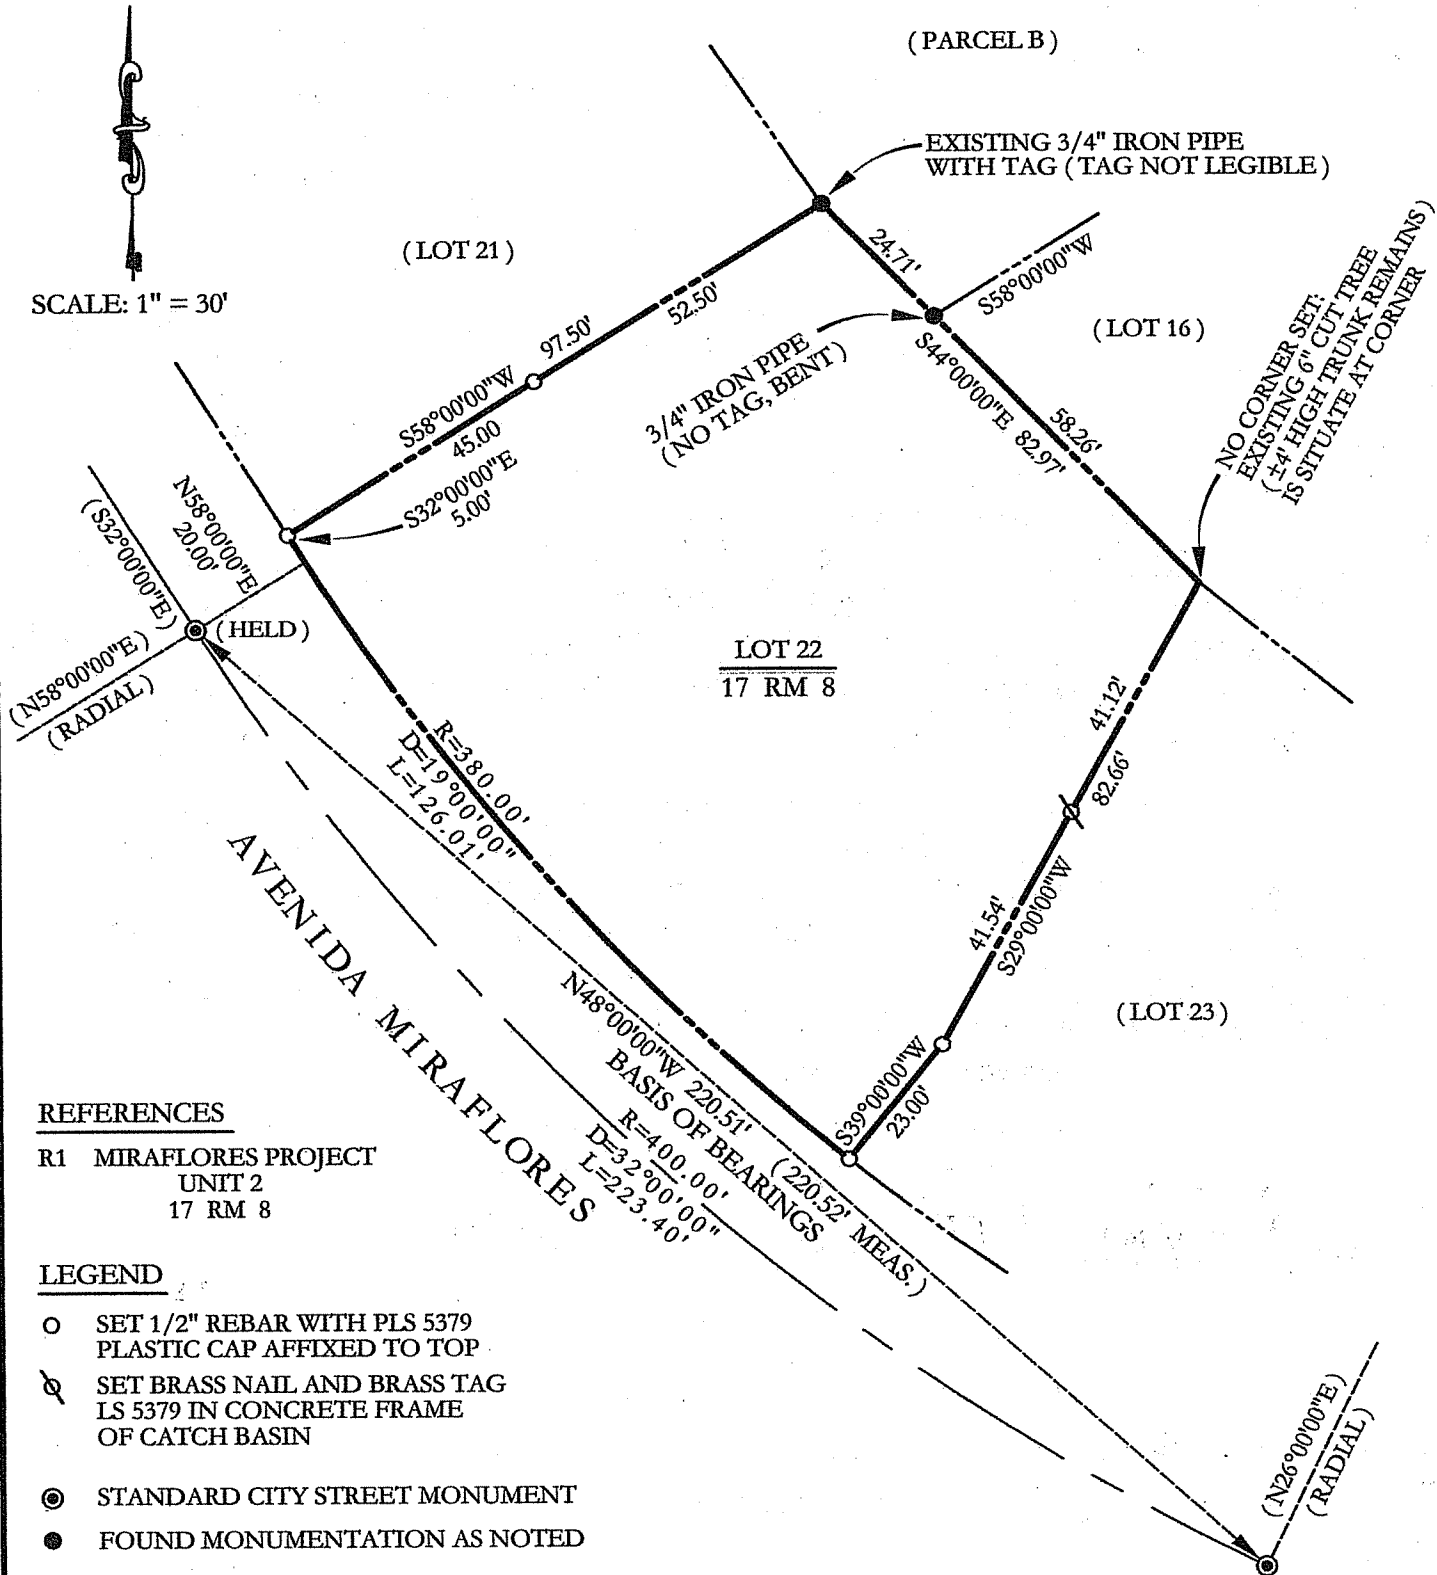 ( PARCEL B )
EXISTING 3/4" IRON PIPE
WITH TAG ( TAG NOT LEGIBLE )
SCALE: 1" = 30'
( LOT 21 )
24.71'
S58°00'00"W
( LOT 16 )
NO CORNER SET:
EXISTING 6" CUT TREE
( ±4' HIGH TRUNK REMAINS )
IS SITUATE AT CORNER
97.50'
52.50'
S58°00'00"W
45.00
3/4" IRON PIPE
( NO TAG, BENT )
S44°00'00"E 82.97'
58.26'
S32°00'00"E
5.00'
N58°00'00"E
20.00'
( S32°00'00"E )
( HELD )
( N58°00'00"E )
( RADIAL )
LOT 22
17 RM 8
41.12'
82.66'
R=380.00'
D=19°00'00"
L=126.01'
41.54'
S29°00'00"W
( LOT 23 )
S39°00'00"W
23.00'
AVENIDA MIRAFLORES
N48°00'00"W 220.51'
( 220.52' MEAS. )
BASIS OF BEARINGS
R=400.00'
D=32°00'00"
L=223.40'
( N26°00'00"E )
( RADIAL )
REFERENCES
R1 MIRAFLORES PROJECT
UNIT 2
17 RM 8
LEGEND
SET 1/2" REBAR WITH PLS 5379
PLASTIC CAP AFFIXED TO TOP
SET BRASS NAIL AND BRASS TAG
LS 5379 IN CONCRETE FRAME
OF CATCH BASIN
STANDARD CITY STREET MONUMENT
FOUND MONUMENTATION AS NOTED